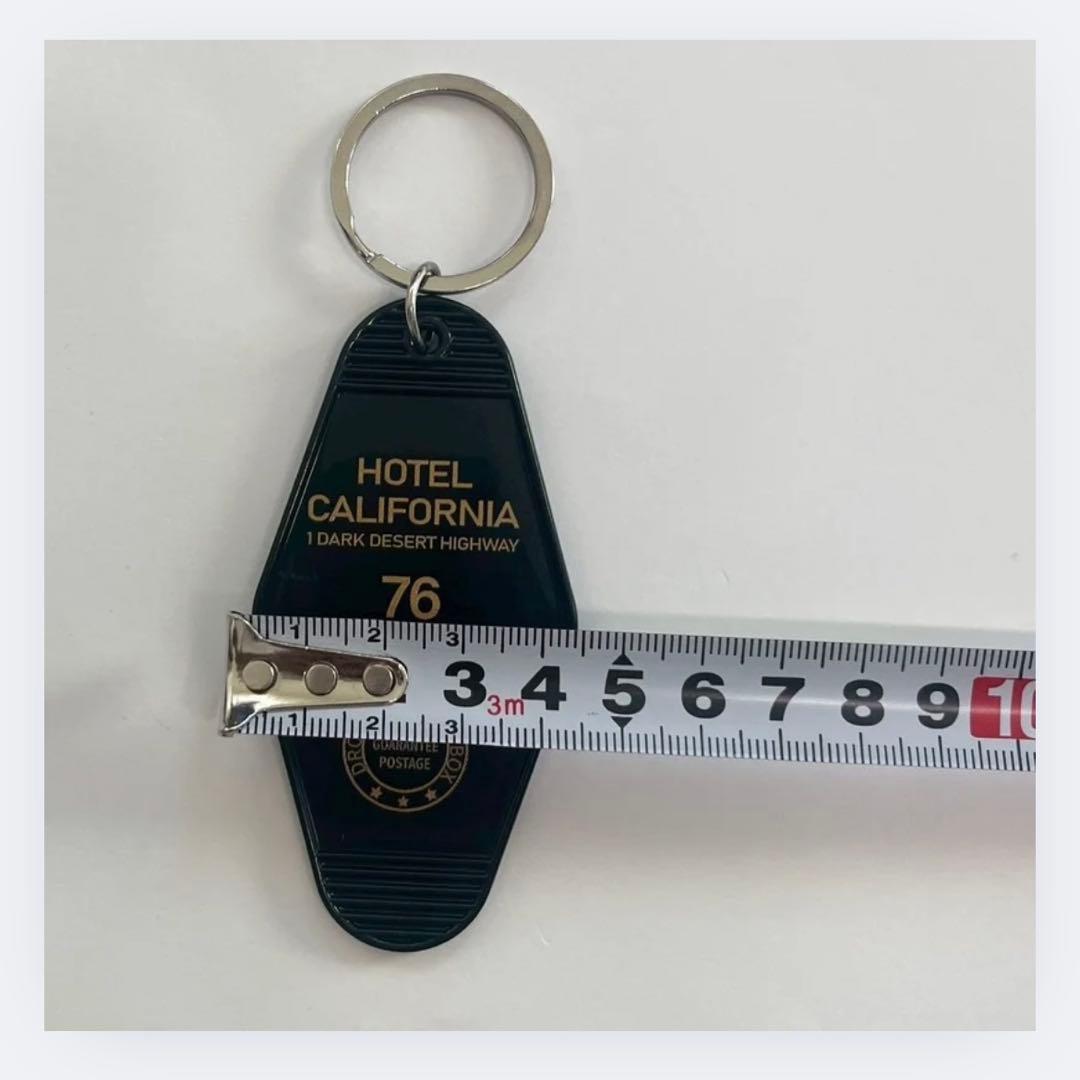 HOTEL
CALIFORNIA
1 DARK DESERT HIGHWAY
76
1 2 3
3 3m 4 5 6 7 8 9 10
1 2 3
GUARANTEE
POSTAGE
BOX